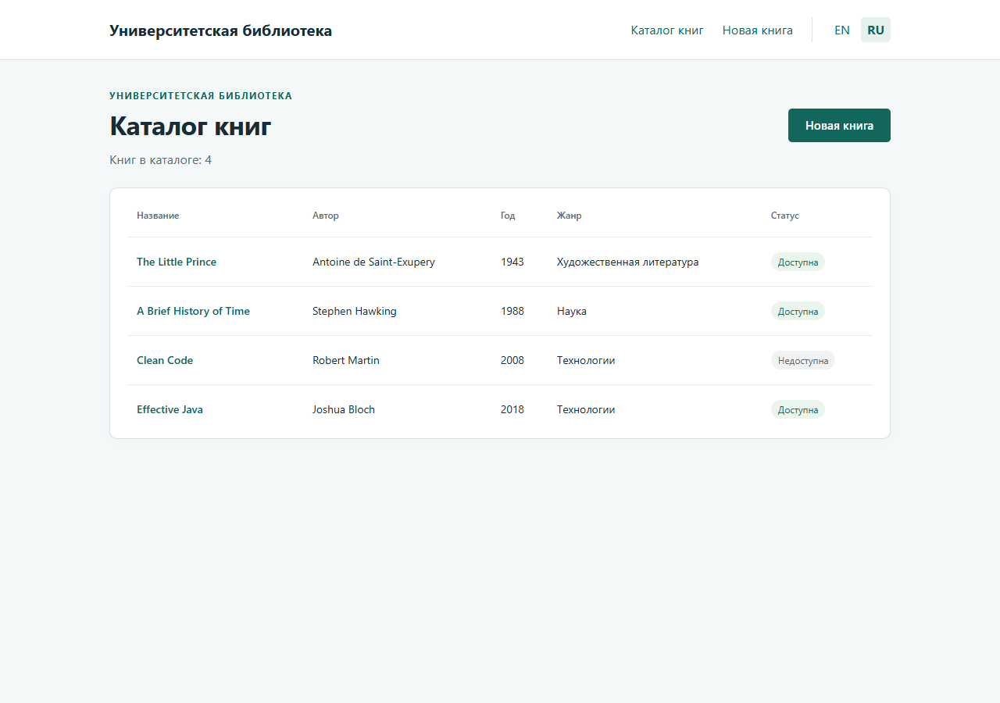 Университетская библиотека Каталог книг Новая книга EN RU
УНИВЕРСИТЕТСКАЯ БИБЛИОТЕКА
Каталог книг
Новая книга
Книг в каталоге: 4
Название Автор Год Жанр Статус
The Little Prince Antoine de Saint-Exupery 1943 Художественная литература Доступна
A Brief History of Time Stephen Hawking 1988 Наука Доступна
Clean Code Robert Martin 2008 Технологии Недоступна
Effective Java Joshua Bloch 2018 Технологии Доступна